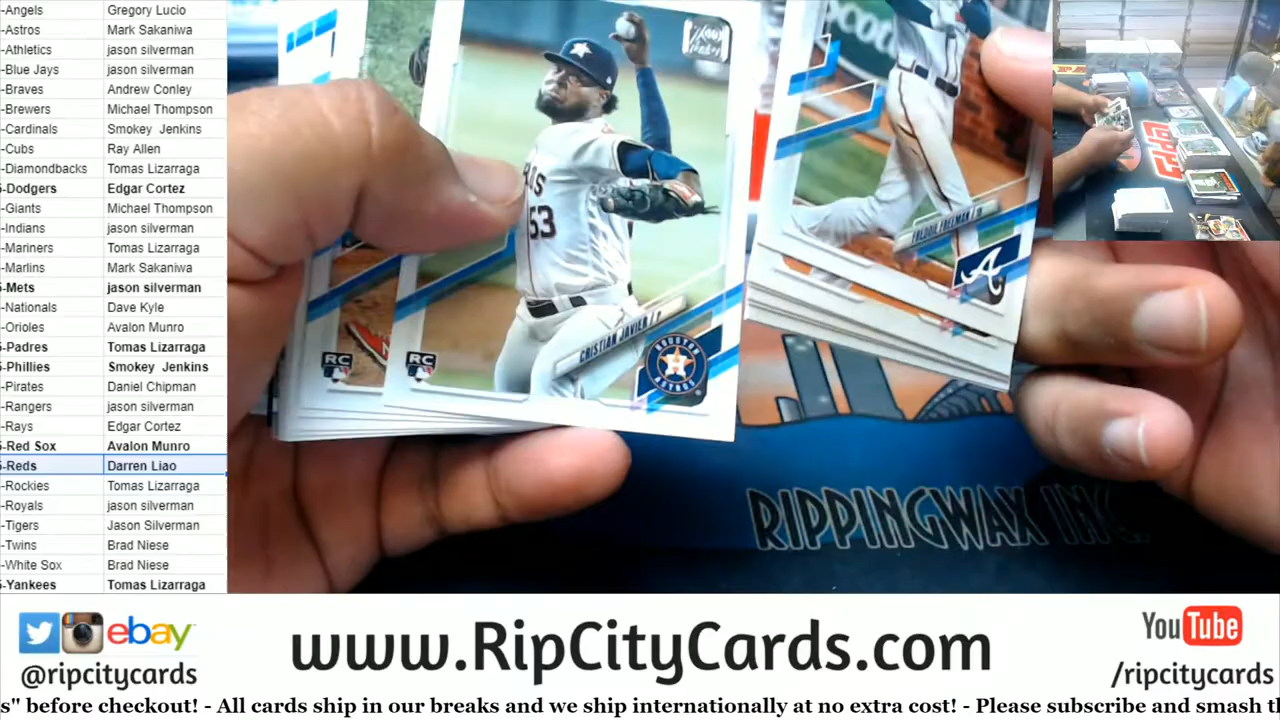 -Angels Gregory Lucio
-Astros Mark Sakaniwa
-Athletics jason silverman
-Blue Jays jason silverman
-Braves Andrew Conley
-Brewers Michael Thompson
-Cardinals Smokey Jenkins
-Cubs Ray Allen
-Diamondbacks Tomas Lizarraga
-Dodgers Edgar Cortez
-Giants Michael Thompson
-Indians jason silverman
-Mariners Tomas Lizarraga
-Marlins Mark Sakaniwa
-Mets jason silverman
-Nationals Dave Kyle
-Orioles Avalon Munro
-Padres Tomas Lizarraga
-Phillies Smokey Jenkins
-Pirates Daniel Chipman
-Rangers jason silverman
-Rays Edgar Cortez
-Red Sox Avalon Munro
-Reds Darren Liao
-Rockies Tomas Lizarraga
-Royals jason silverman
-Tigers Jason Silverman
-Twins Brad Niese
-White Sox Brad Niese
-Yankees Tomas Lizarraga
53
CRISTIAN JAVIER / P
RC
RC
HOUSTON
ASTROS
FREDDIE FREEMAN / 1B
A
TOPPS
RIPPINGWAX INC
ebay
@ripcitycards
www.RipCityCards.com
YouTube
/ripcitycards
s" before checkout! - All cards ship in our breaks and we ship internationally at no extra cost! - Please subscribe and smash t